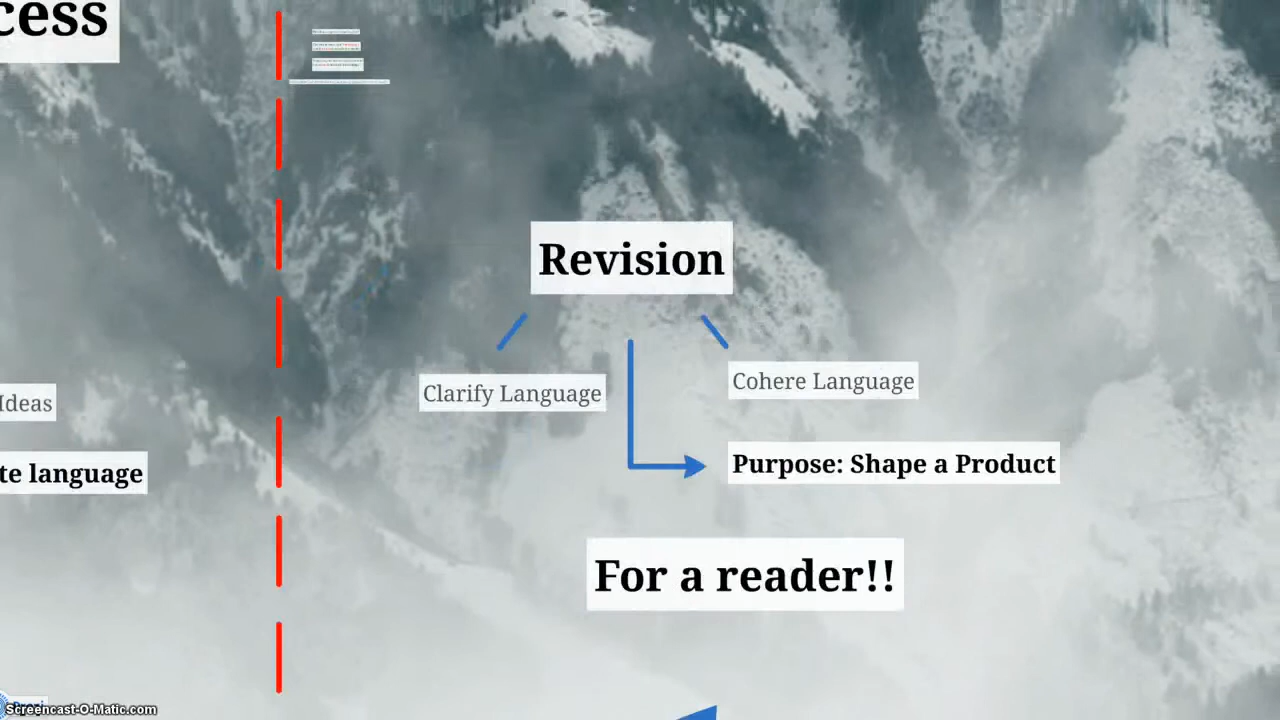 cess
Revision
Clarify Language
Cohere Language
Ideas
te language
Purpose: Shape a Product
For a reader!!
Screencast-O-Matic.com